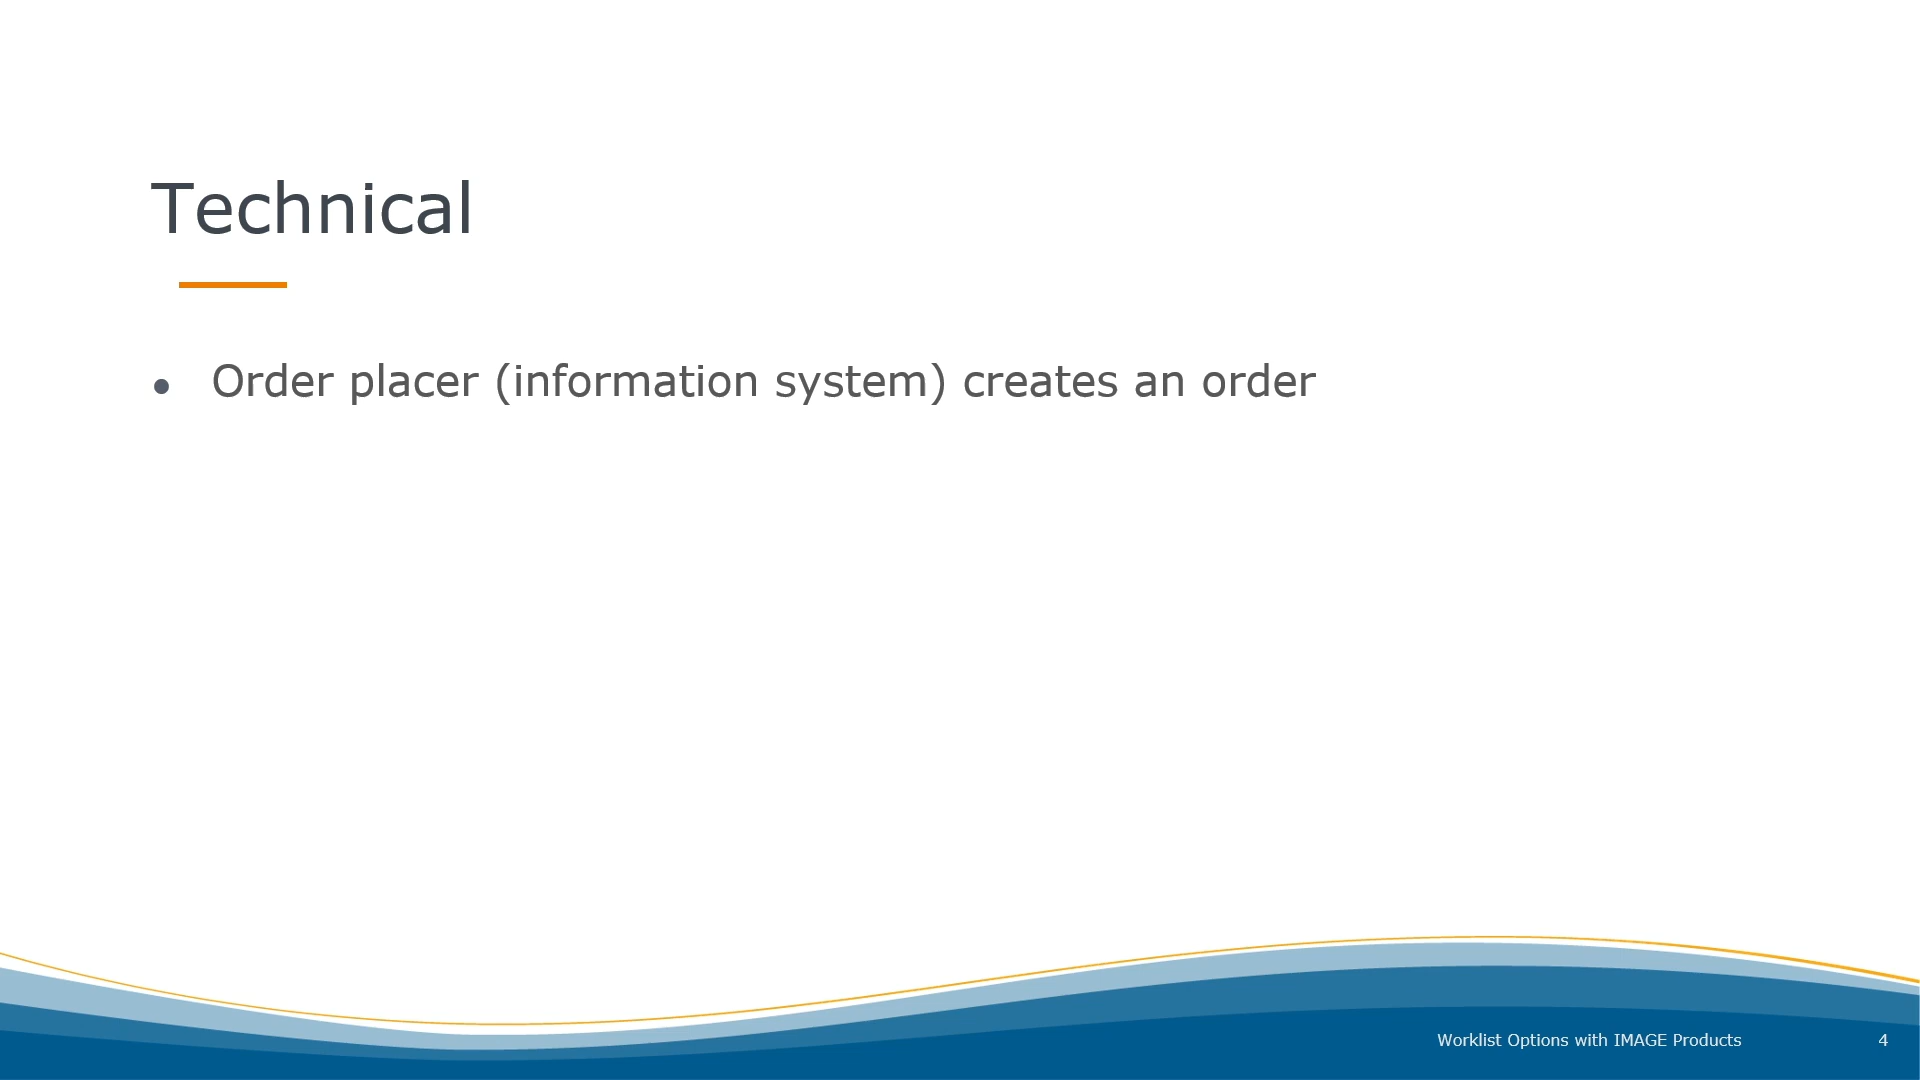 Technical
● Order placer (information system) creates an order
Worklist Options with IMAGE Products
4